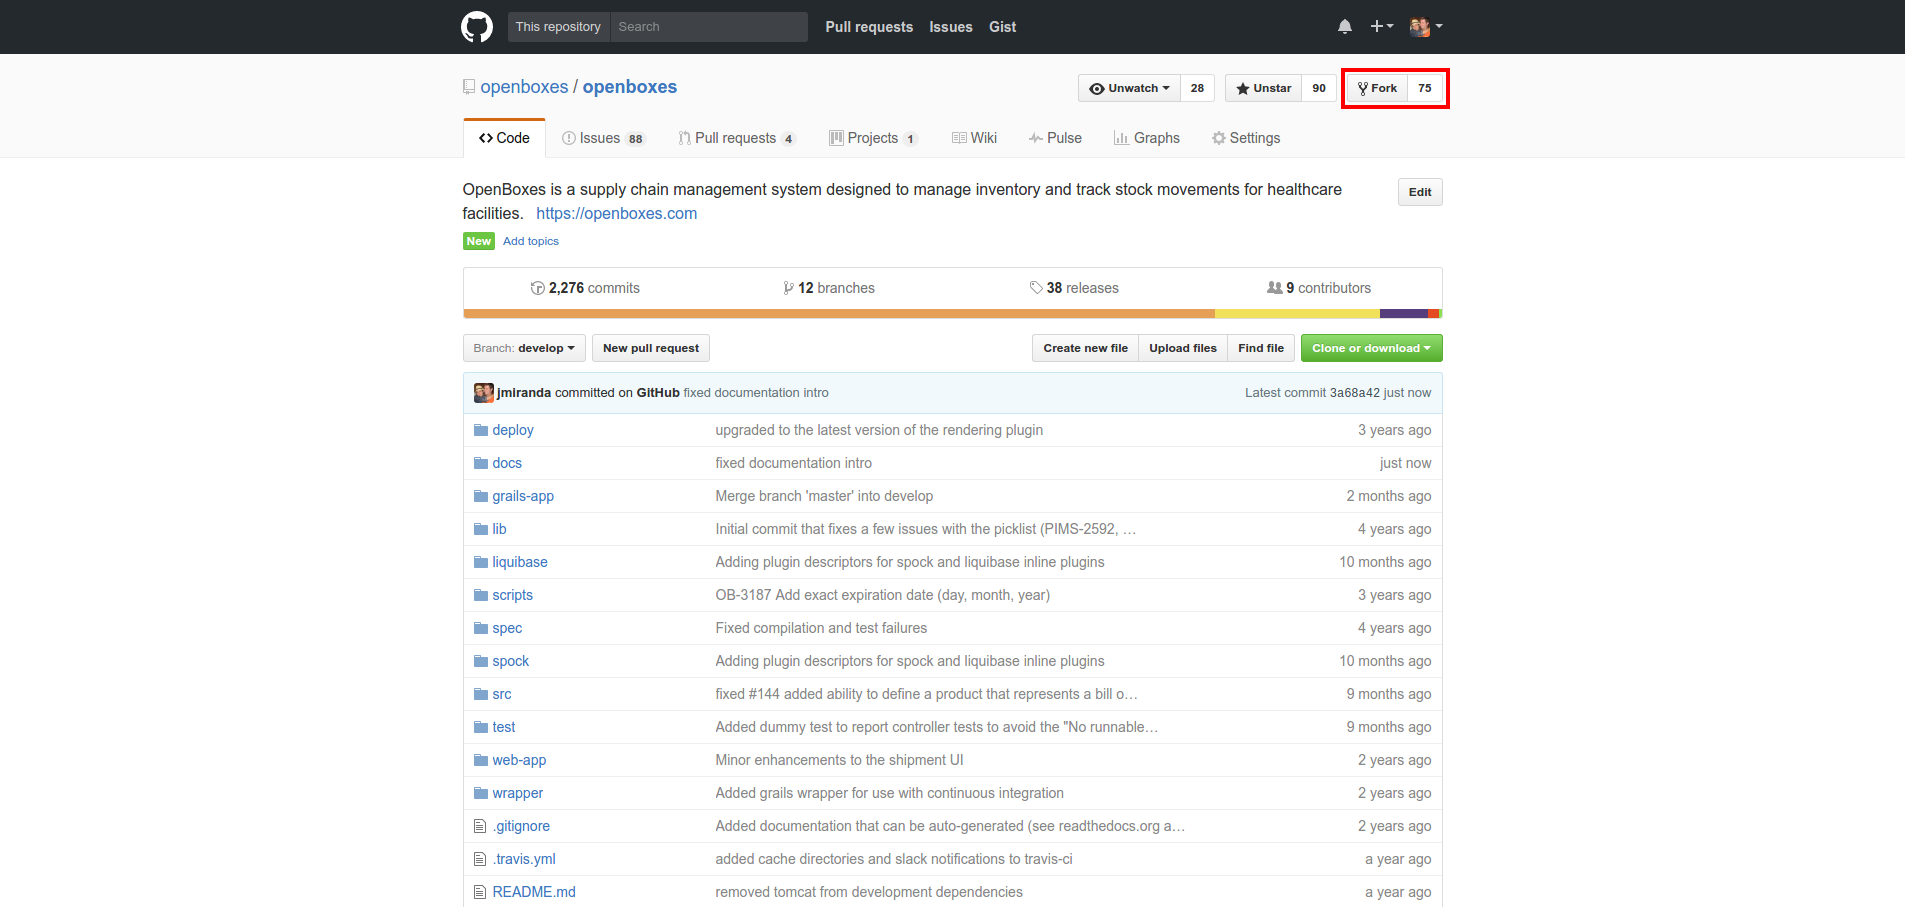 This repository Search Pull requests Issues Gist
openboxes / openboxes Unwatch 28 Unstar 90 Fork 75
Code Issues 88 Pull requests 4 Projects 1 Wiki Pulse Graphs Settings
OpenBoxes is a supply chain management system designed to manage inventory and track stock movements for healthcare Edit
facilities. https://openboxes.com
New Add topics
2,276 commits 12 branches 38 releases 9 contributors
Branch: develop New pull request Create new file Upload files Find file Clone or download
jmiranda committed on GitHub fixed documentation intro Latest commit 3a68a42 just now
deploy upgraded to the latest version of the rendering plugin 3 years ago
docs fixed documentation intro just now
grails-app Merge branch 'master' into develop 2 months ago
lib Initial commit that fixes a few issues with the picklist (PIMS-2592, … 4 years ago
liquibase Adding plugin descriptors for spock and liquibase inline plugins 10 months ago
scripts OB-3187 Add exact expiration date (day, month, year) 3 years ago
spec Fixed compilation and test failures 4 years ago
spock Adding plugin descriptors for spock and liquibase inline plugins 10 months ago
src fixed #144 added ability to define a product that represents a bill o… 9 months ago
test Added dummy test to report controller tests to avoid the "No runnable… 9 months ago
web-app Minor enhancements to the shipment UI 2 years ago
wrapper Added grails wrapper for use with continuous integration 2 years ago
.gitignore Added documentation that can be auto-generated (see readthedocs.org a… 2 years ago
.travis.yml added cache directories and slack notifications to travis-ci a year ago
README.md removed tomcat from development dependencies a year ago